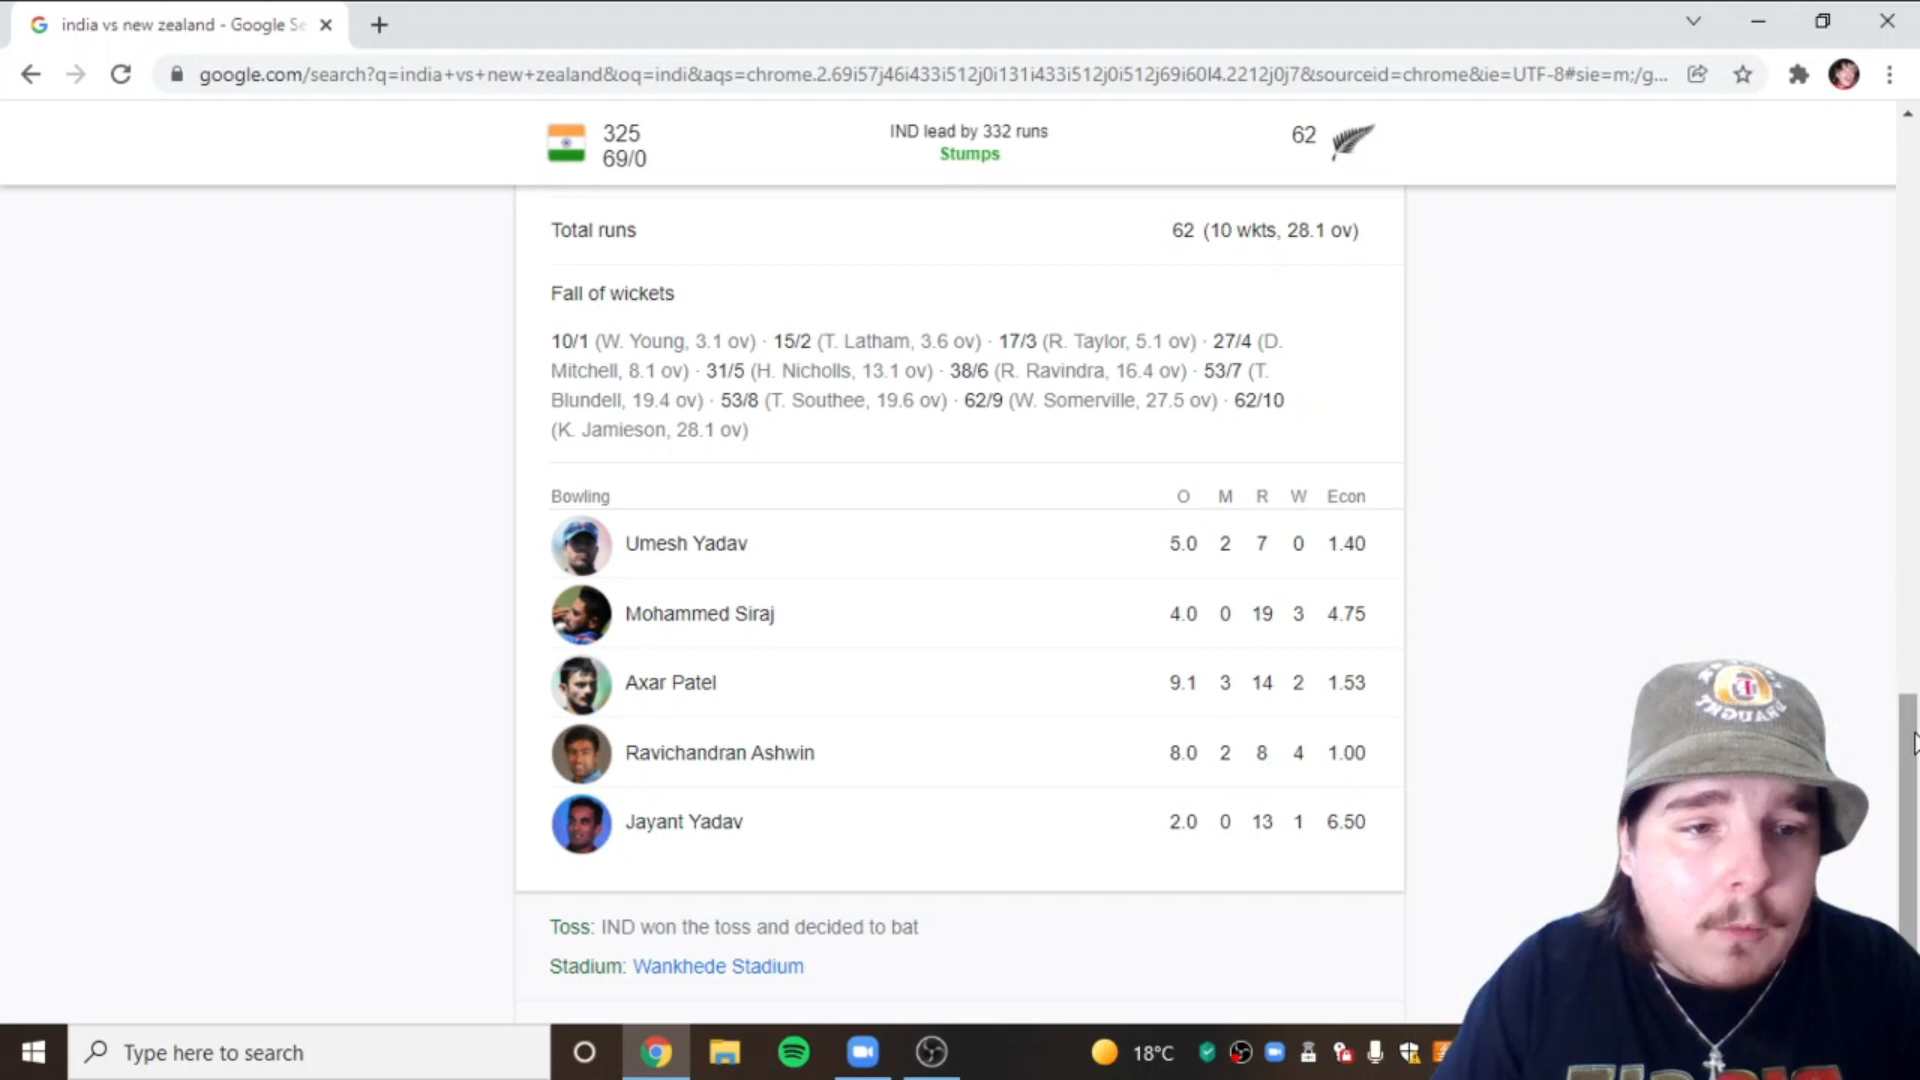 india vs new zealand - Google Se
google.com/search?q=india+vs+new+zealand&oq=indi&aqs=chrome.2.69i57j46i433i512j0i131i433i512j0i512j69i60l4.2212j0j7&sourceid=chrome&ie=UTF-8#sie=m;/g...
325
69/0
IND lead by 332 runs
Stumps
62
Total runs 62 (10 wkts, 28.1 ov)
Fall of wickets
10/1 (W. Young, 3.1 ov) · 15/2 (T. Latham, 3.6 ov) · 17/3 (R. Taylor, 5.1 ov) · 27/4 (D.
Mitchell, 8.1 ov) · 31/5 (H. Nicholls, 13.1 ov) · 38/6 (R. Ravindra, 16.4 ov) · 53/7 (T.
Blundell, 19.4 ov) · 53/8 (T. Southee, 19.6 ov) · 62/9 (W. Somerville, 27.5 ov) · 62/10
(K. Jamieson, 28.1 ov)
Bowling O M R W Econ
Umesh Yadav 5.0 2 7 0 1.40
Mohammed Siraj 4.0 0 19 3 4.75
Axar Patel 9.1 3 14 2 1.53
Ravichandran Ashwin 8.0 2 8 4 1.00
Jayant Yadav 2.0 0 13 1 6.50
Toss: IND won the toss and decided to bat
Stadium: Wankhede Stadium
Type here to search
18°C